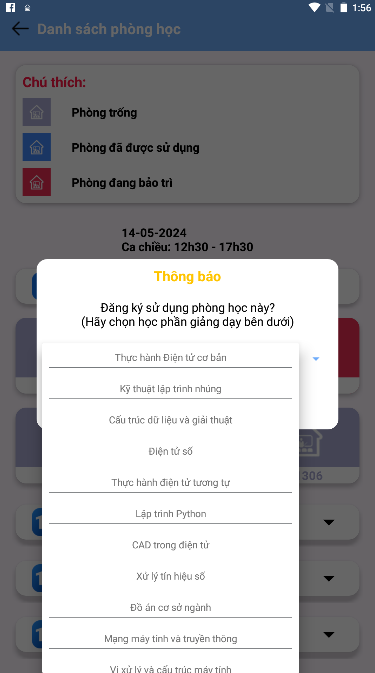 1:56
Danh sách phòng học
Chú thích:
Phòng trống
Phòng đã được sử dụng
Phòng đang bảo trì
14-05-2024
Ca chiều: 12h30 - 17h30
Thông báo
Đăng ký sử dụng phòng học này?
(Hãy chọn học phần giảng dạy bên dưới)
Thực hành Điện tử cơ bản
Kỹ thuật lập trình nhúng
Cấu trúc dữ liệu và giải thuật
Điện tử số
Thực hành điện tử tương tự
306
Lập trình Python
CAD trong điện tử
Xử lý tín hiệu số
Đồ án cơ sở ngành
Mạng máy tính và truyền thông
Vi xử lý và cấu trúc máy tính